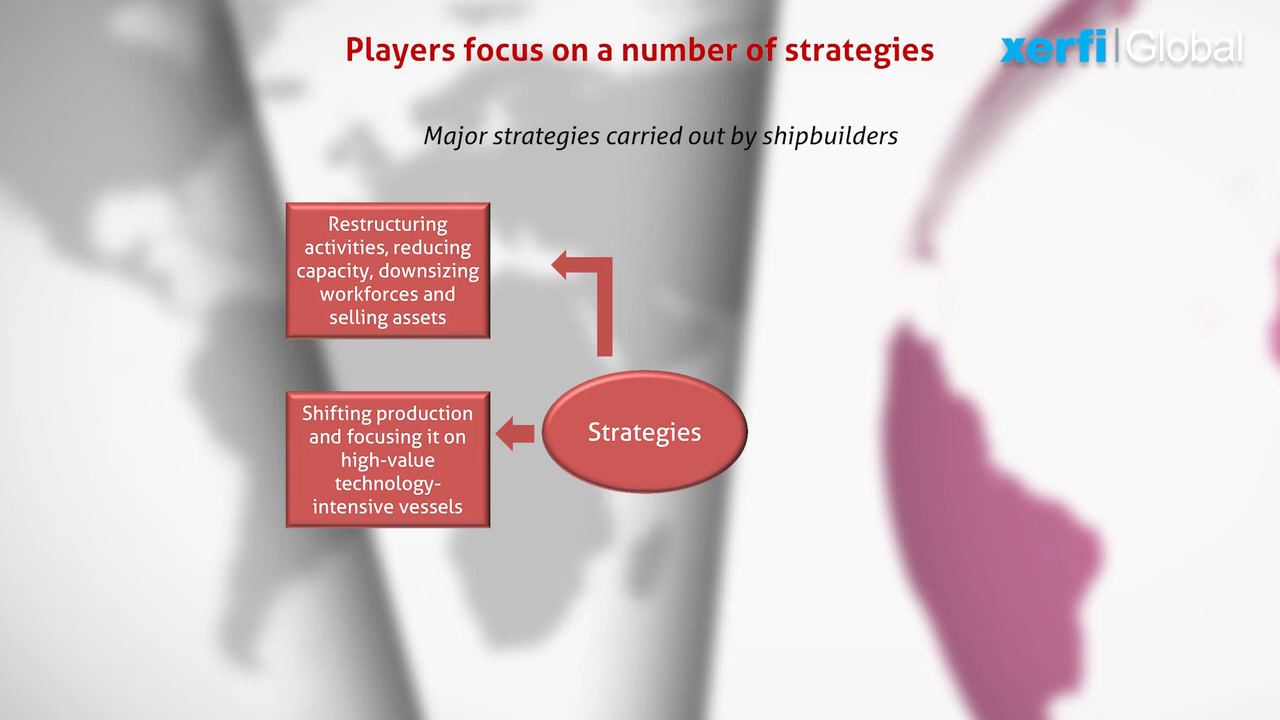 Players focus on a number of strategies
xerfi Global
Major strategies carried out by shipbuilders
Restructuring
activities, reducing
capacity, downsizing
workforces and
selling assets
Shifting production
and focusing it on
high-value
technology-
intensive vessels
Strategies